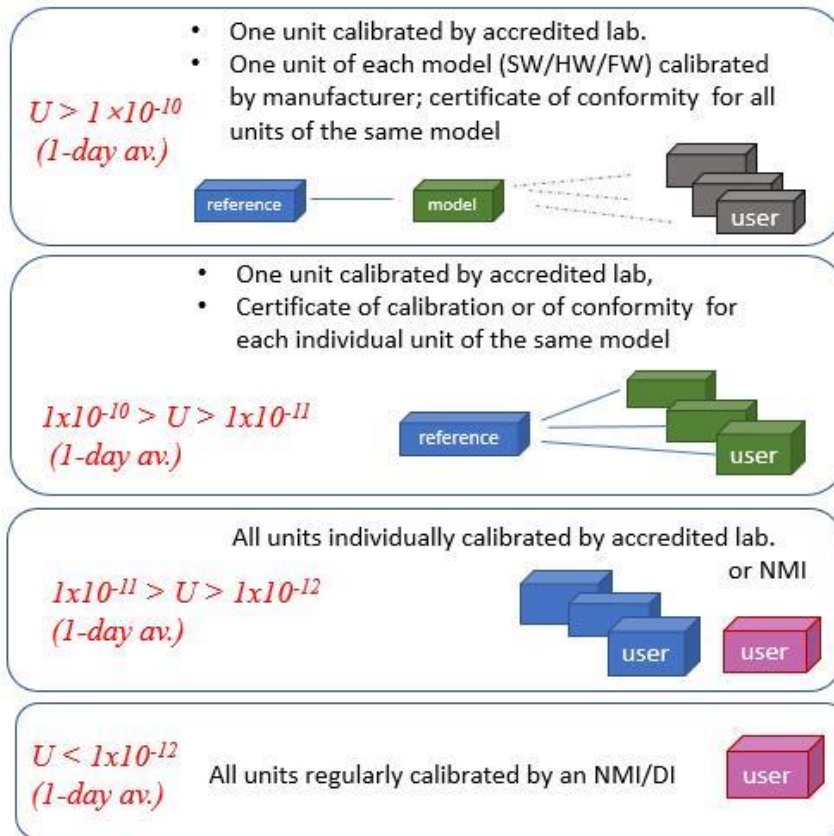 • One unit calibrated by accredited lab.
• One unit of each model (SW/HW/FW) calibrated
by manufacturer; certificate of conformity for all
units of the same model
U > 1×10⁻¹⁰
(1-day av.)
reference
model
user
• One unit calibrated by accredited lab,
• Certificate of calibration or of conformity for
each individual unit of the same model
1x10⁻¹⁰ > U > 1x10⁻¹¹
(1-day av.)
reference
user
All units individually calibrated by accredited lab.
or NMI
1x10⁻¹¹ > U > 1x10⁻¹²
(1-day av.)
user
user
U < 1x10⁻¹²
(1-day av.)
All units regularly calibrated by an NMI/DI
user